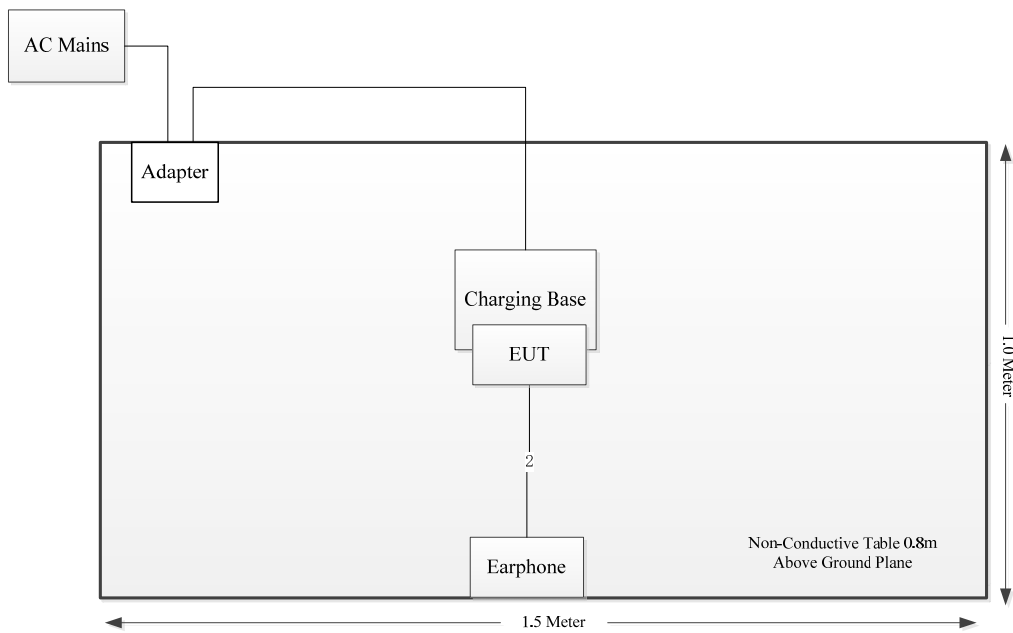 AC Mains
Adapter
Charging Base
EUT
1.0 Meter
2
Non-Conductive Table 0.8m
Above Ground Plane
Earphone
1.5 Meter